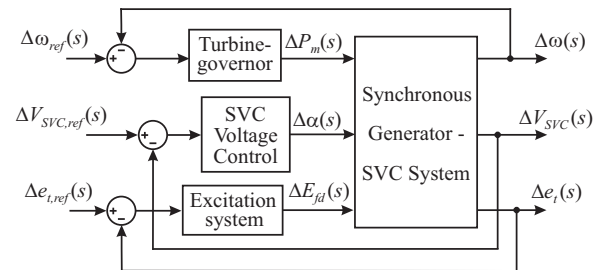 Δω_ref(s)
Turbine-
governor
ΔP_m(s)
Δω(s)
+
−
ΔV_SVC,ref(s)
SVC
Voltage
Control
Δα(s)
Synchronous
Generator -
SVC System
ΔV_SVC(s)
+
−
Δe_t,ref(s)
Excitation
system
ΔE_fd(s)
Δe_t(s)
+
−